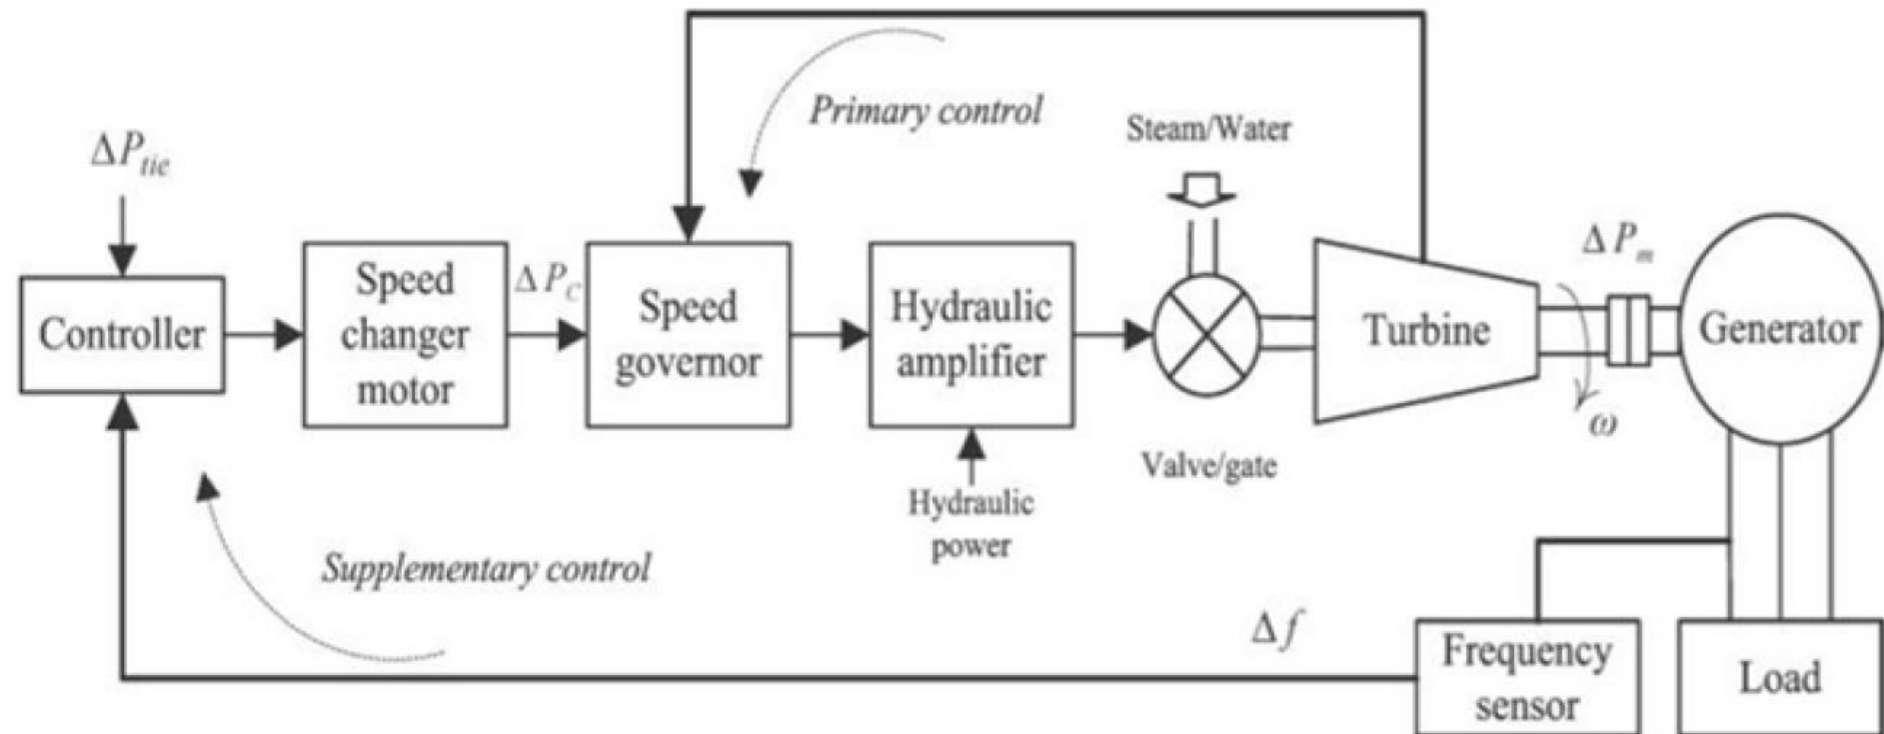 Primary control
Steam/Water
ΔP_tie
ΔP_m
Controller
Speed
changer
motor
ΔP_C
Speed
governor
Hydraulic
amplifier
Turbine
Generator
ω
Valve/gate
Hydraulic
power
Supplementary control
Δf
Frequency
sensor
Load